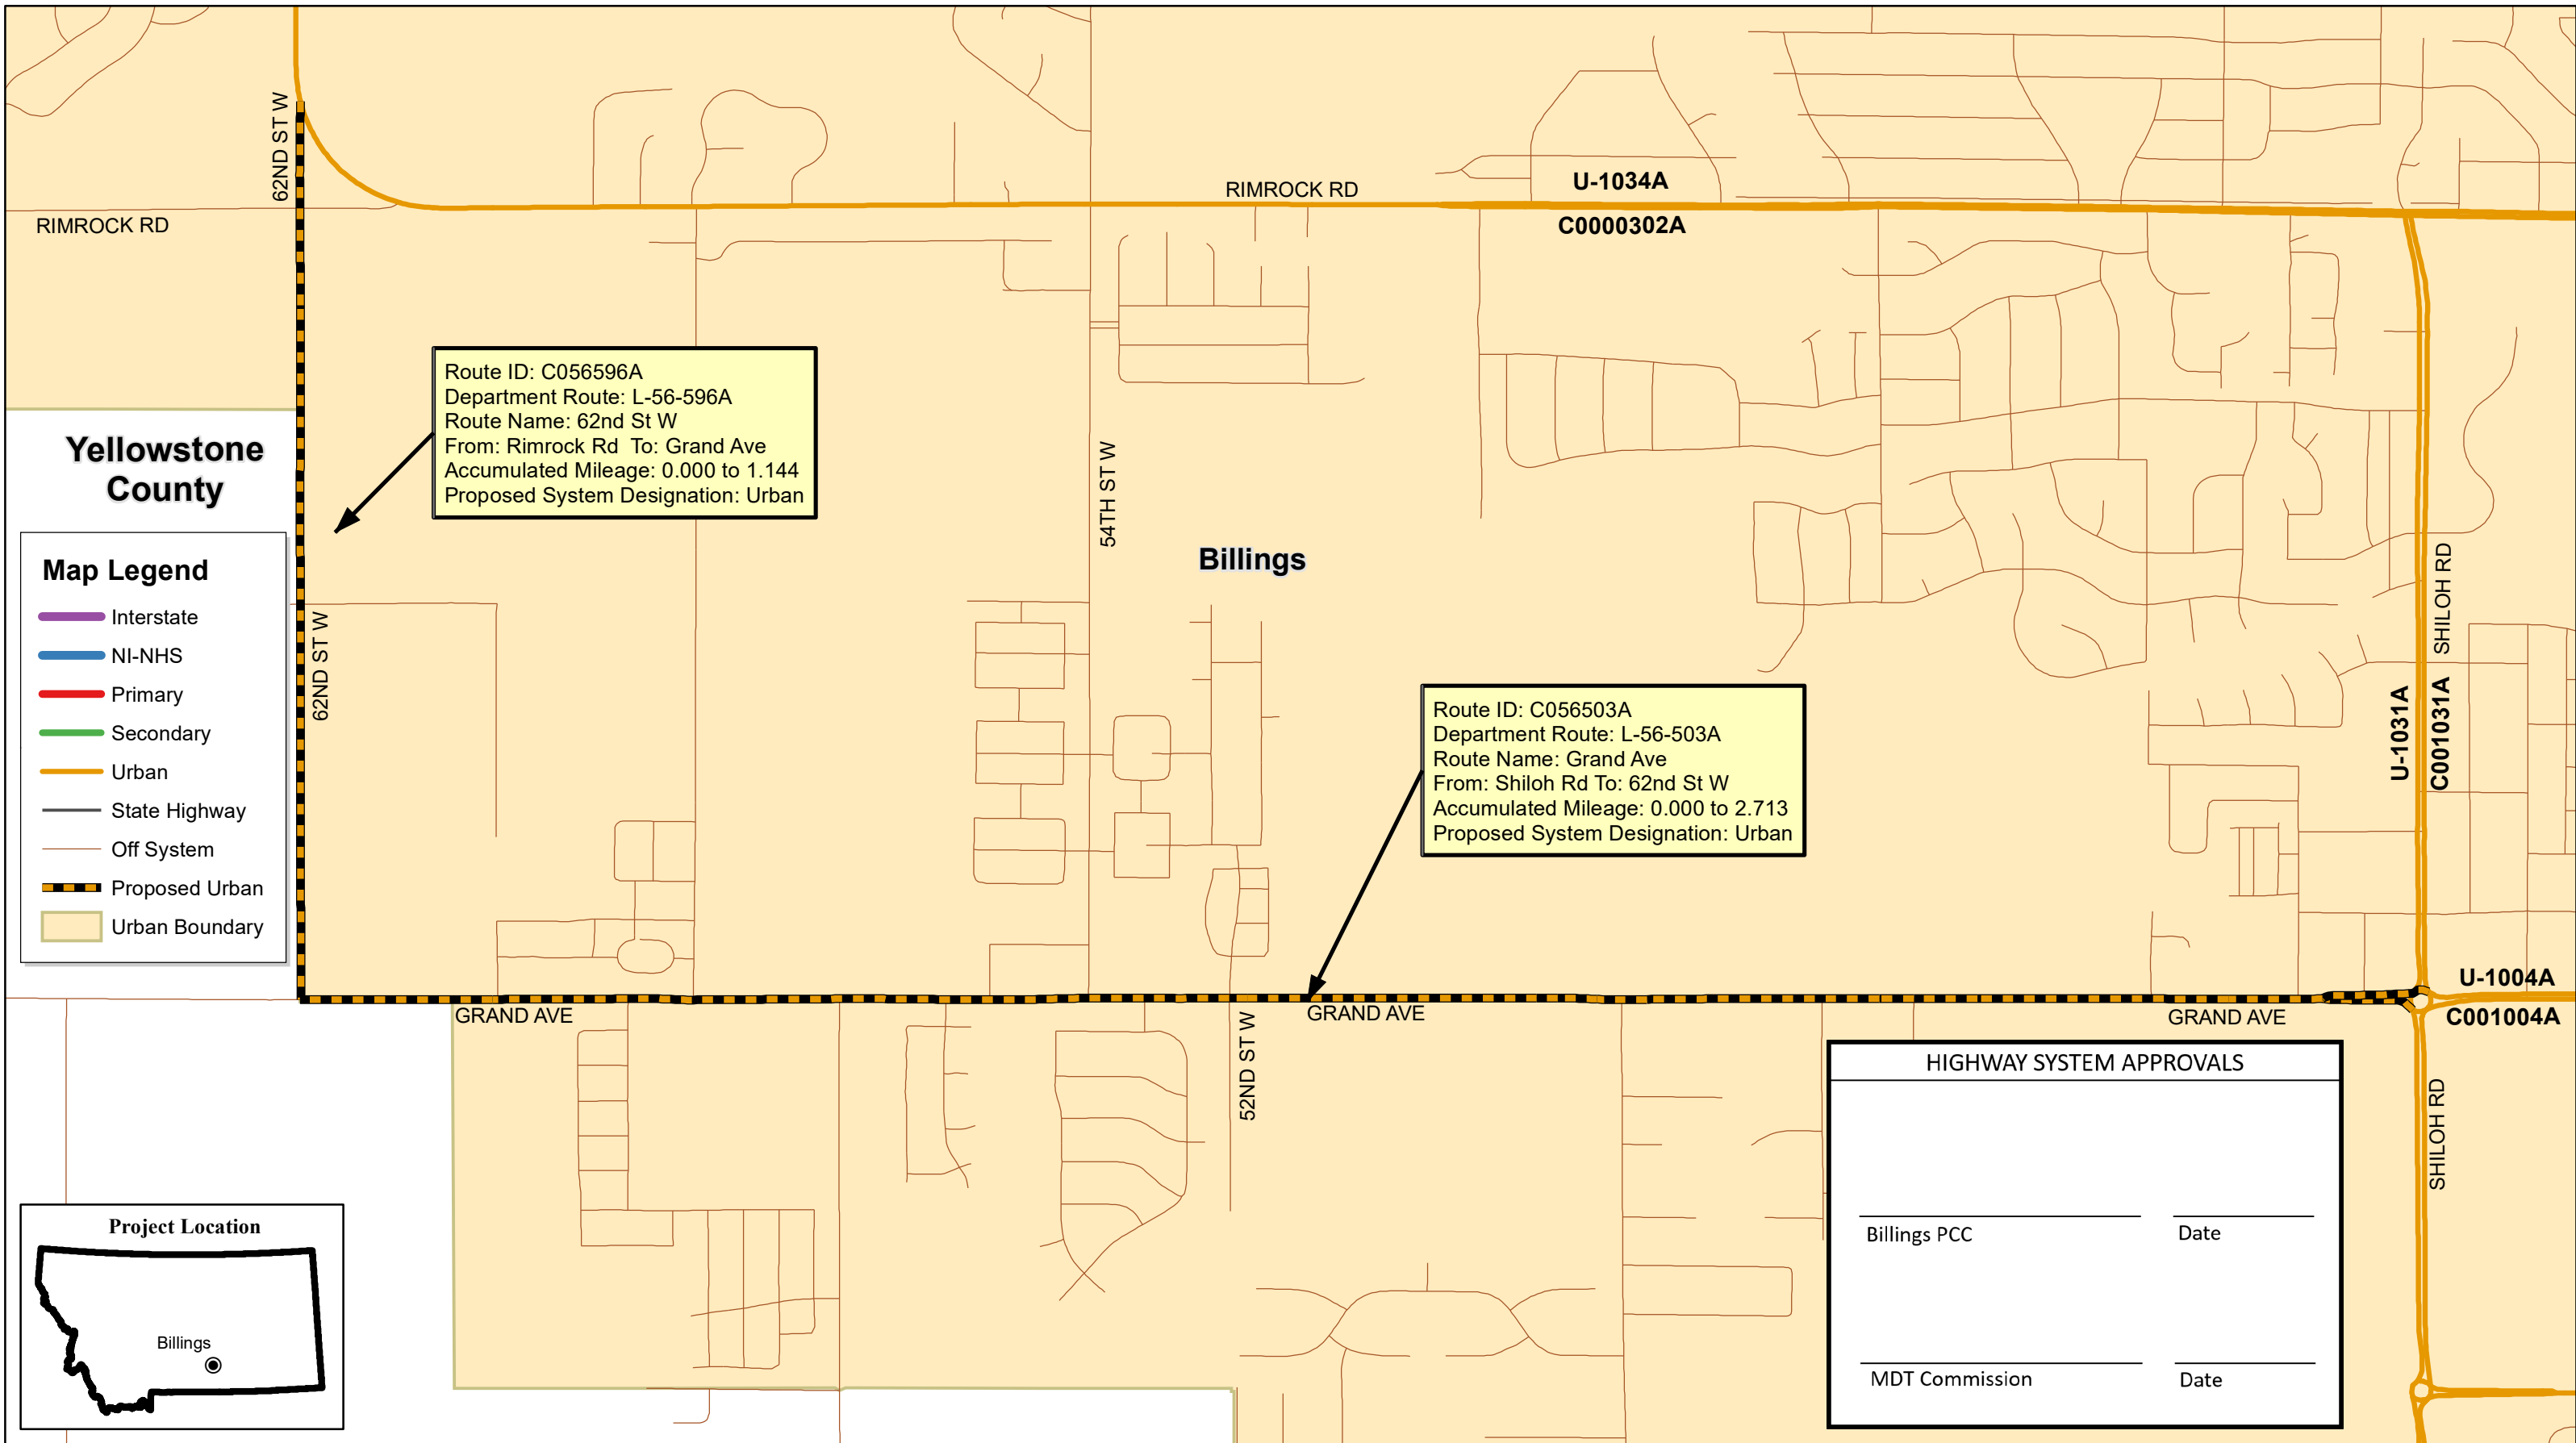 62ND ST W
RIMROCK RD
RIMROCK RD
U-1034A
C0000302A
Route ID: C056596A
Department Route: L-56-596A
Route Name: 62nd St W
From: Rimrock Rd  To: Grand Ave
Accumulated Mileage: 0.000 to 1.144
Proposed System Designation: Urban
Yellowstone
County
54TH ST W
Billings
Map Legend
Interstate
NI-NHS
Primary
Secondary
Urban
State Highway
Off System
Proposed Urban
Urban Boundary
62ND ST W
SHILOH RD
U-1031A
C001031A
Route ID: C056503A
Department Route: L-56-503A
Route Name: Grand Ave
From: Shiloh Rd To: 62nd St W
Accumulated Mileage: 0.000 to 2.713
Proposed System Designation: Urban
U-1004A
C001004A
GRAND AVE
GRAND AVE
GRAND AVE
52ND ST W
SHILOH RD
HIGHWAY SYSTEM APPROVALS
Billings PCC
Date
MDT Commission
Date
Project Location
Billings